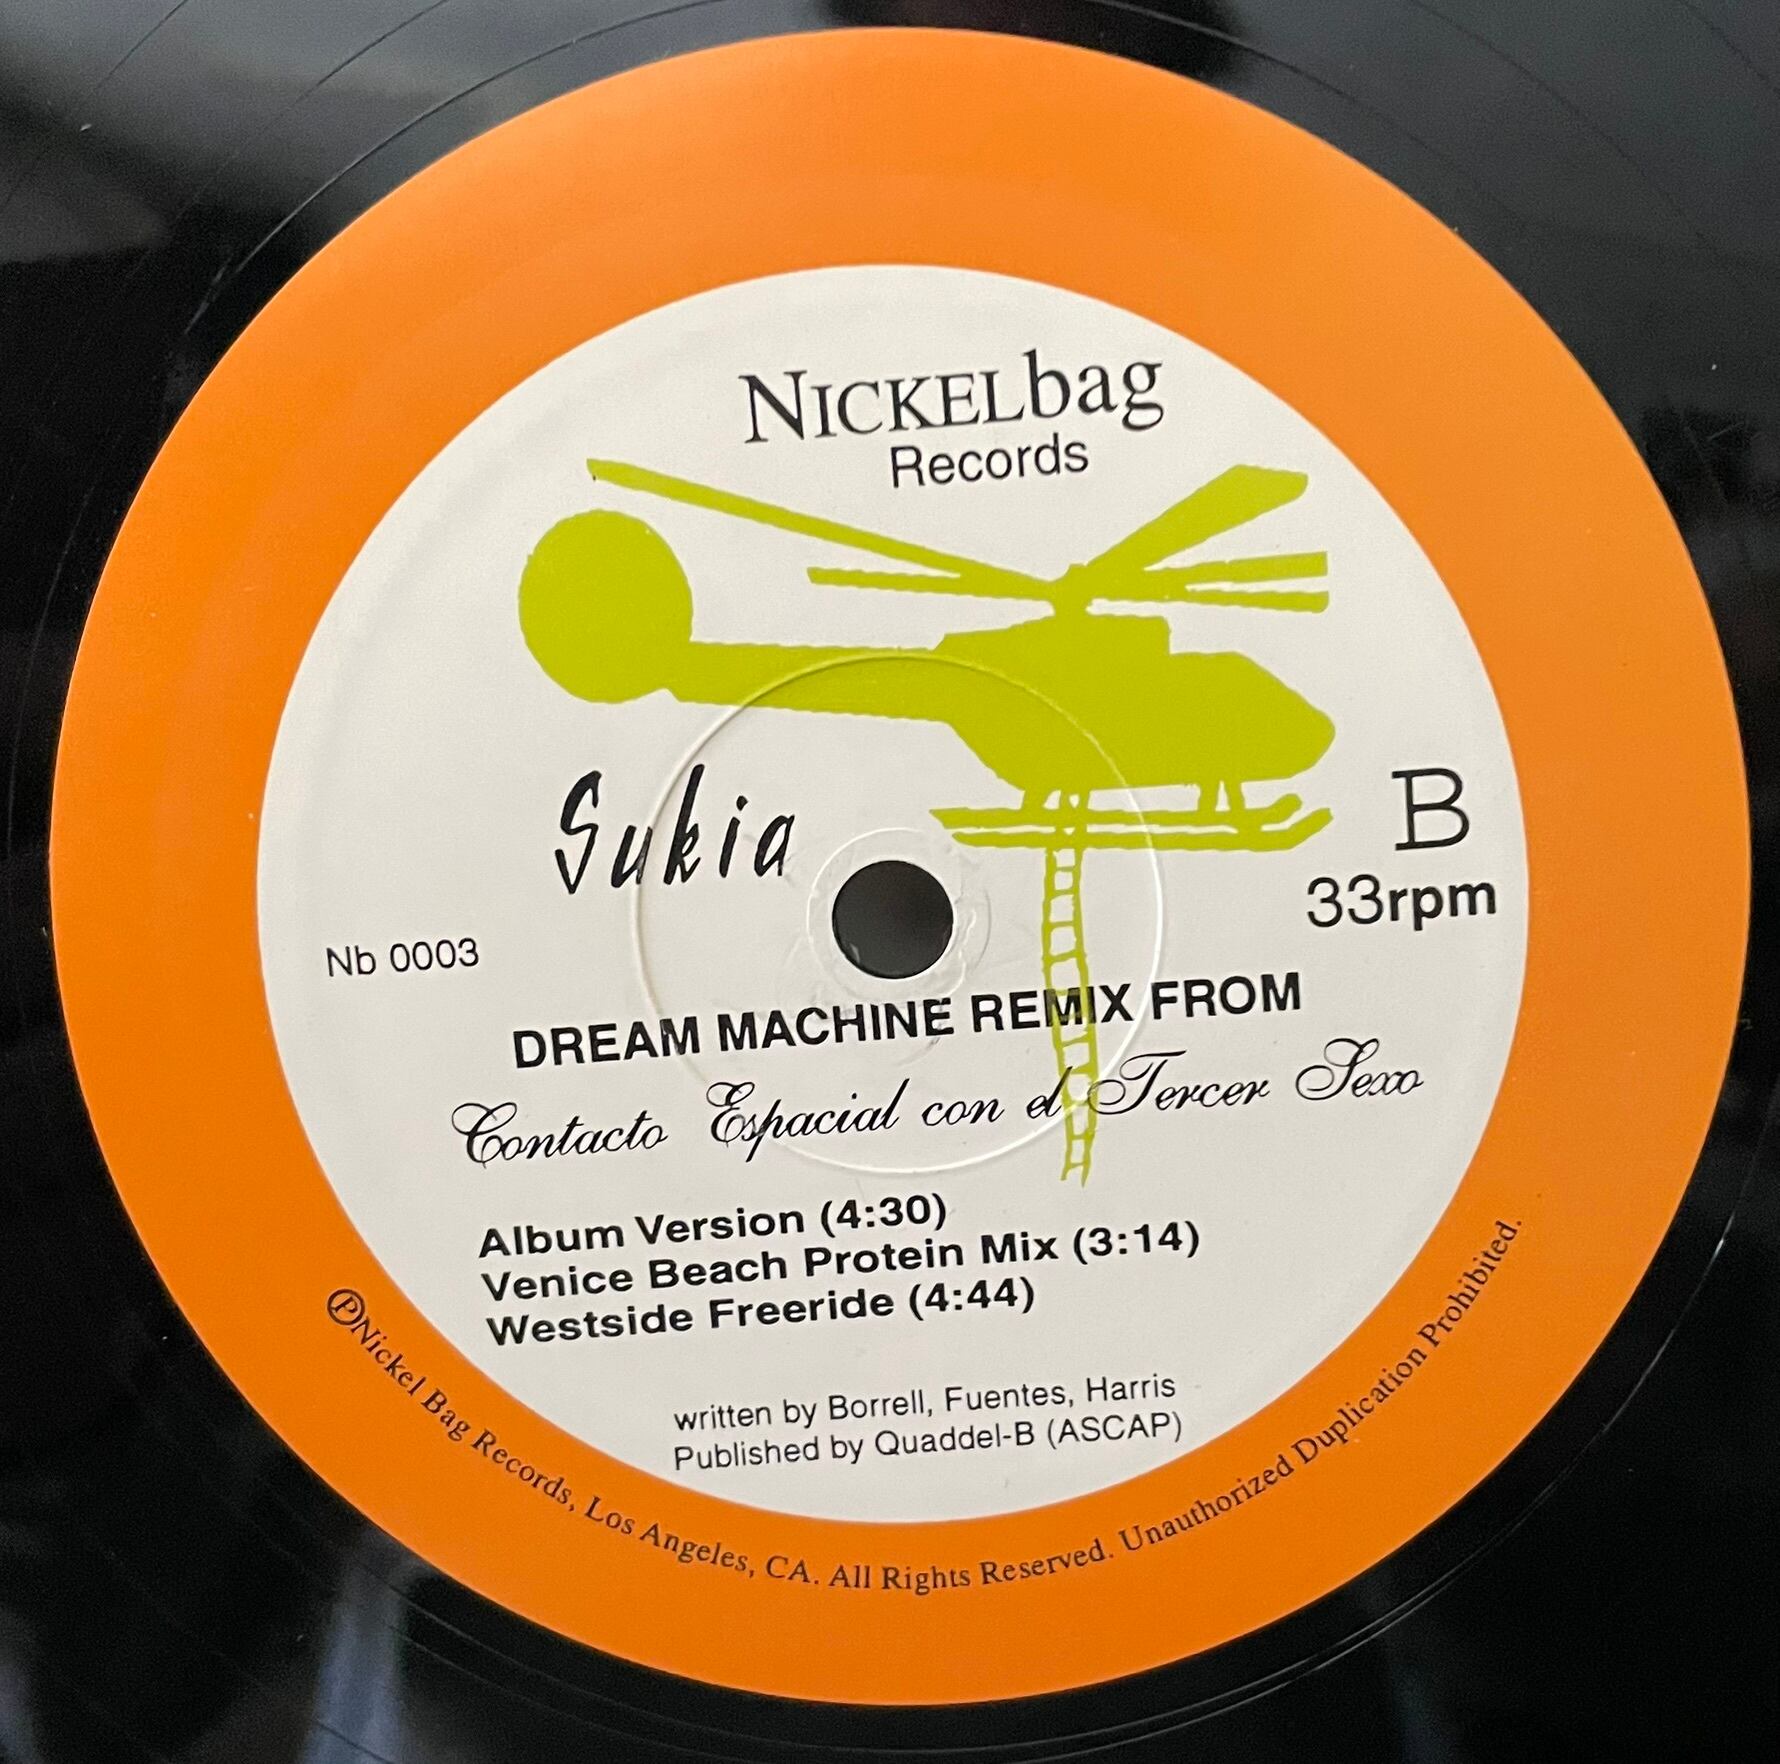 NICKELbag
Records
Sukia
B
33rpm
Nb 0003
DREAM MACHINE REMIX FROM
Contacto Espacial con el Tercer Sexo
Album Version (4:30)
Venice Beach Protein Mix (3:14)
Westside Freeride (4:44)
written by Borrell, Fuentes, Harris
Published by Quaddel-B (ASCAP)
℗Nickel Bag Records, Los Angeles, CA. All Rights Reserved. Unauthorized Duplication Prohibited.